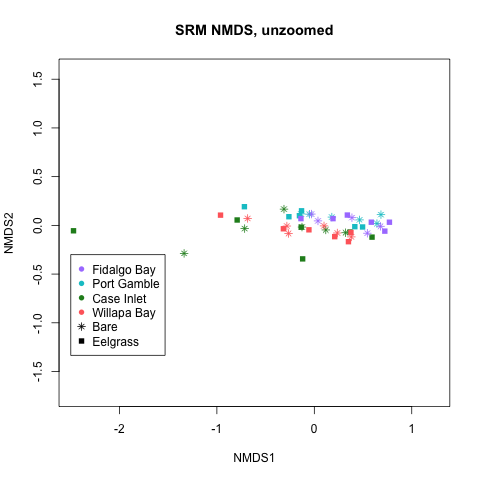 SRM NMDS, unzoomed
1.5
1.0
0.5
0.0
-0.5
-1.0
-1.5
NMDS2
Fidalgo Bay
Port Gamble
Case Inlet
Willapa Bay
Bare
Eelgrass
-2
-1
0
1
NMDS1